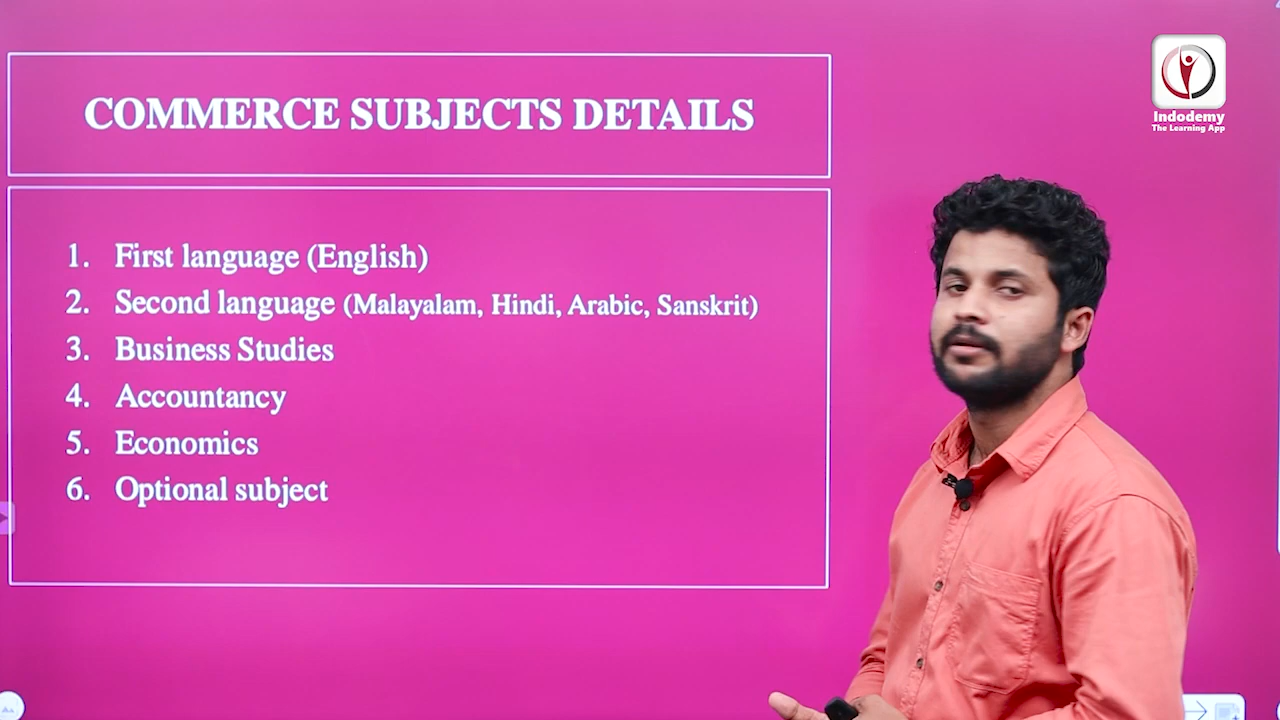 COMMERCE SUBJECTS DETAILS
1. First language (English)
2. Second language (Malayalam, Hindi, Arabic, Sanskrit)
3. Business Studies
4. Accountancy
5. Economics
6. Optional subject
Indodemy
The Learning App